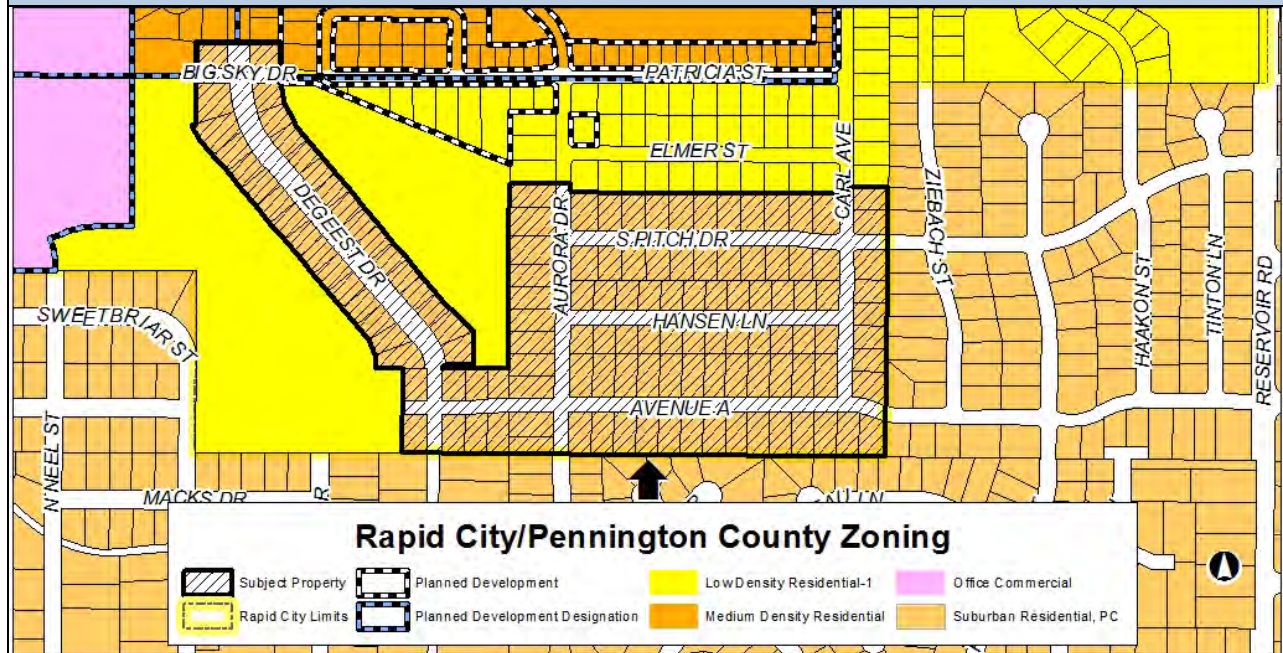 BIG SKY DR
PATRICIA ST
ELMER ST
CARL AVE
ZIEBACH ST
DEGEEST DR
AURORA DR
S PITCH DR
HANSEN LN
AVENUE A
HAAKON ST
TINTON LN
RESERVOIR RD
SWEETBRIAR ST
N NEEL ST
MACKS DR
R
LN
Rapid City/Pennington County Zoning
Subject Property
Planned Development
Low Density Residential-1
Office Commercial
Rapid City Limits
Planned Development Designation
Medium Density Residential
Suburban Residential, PC